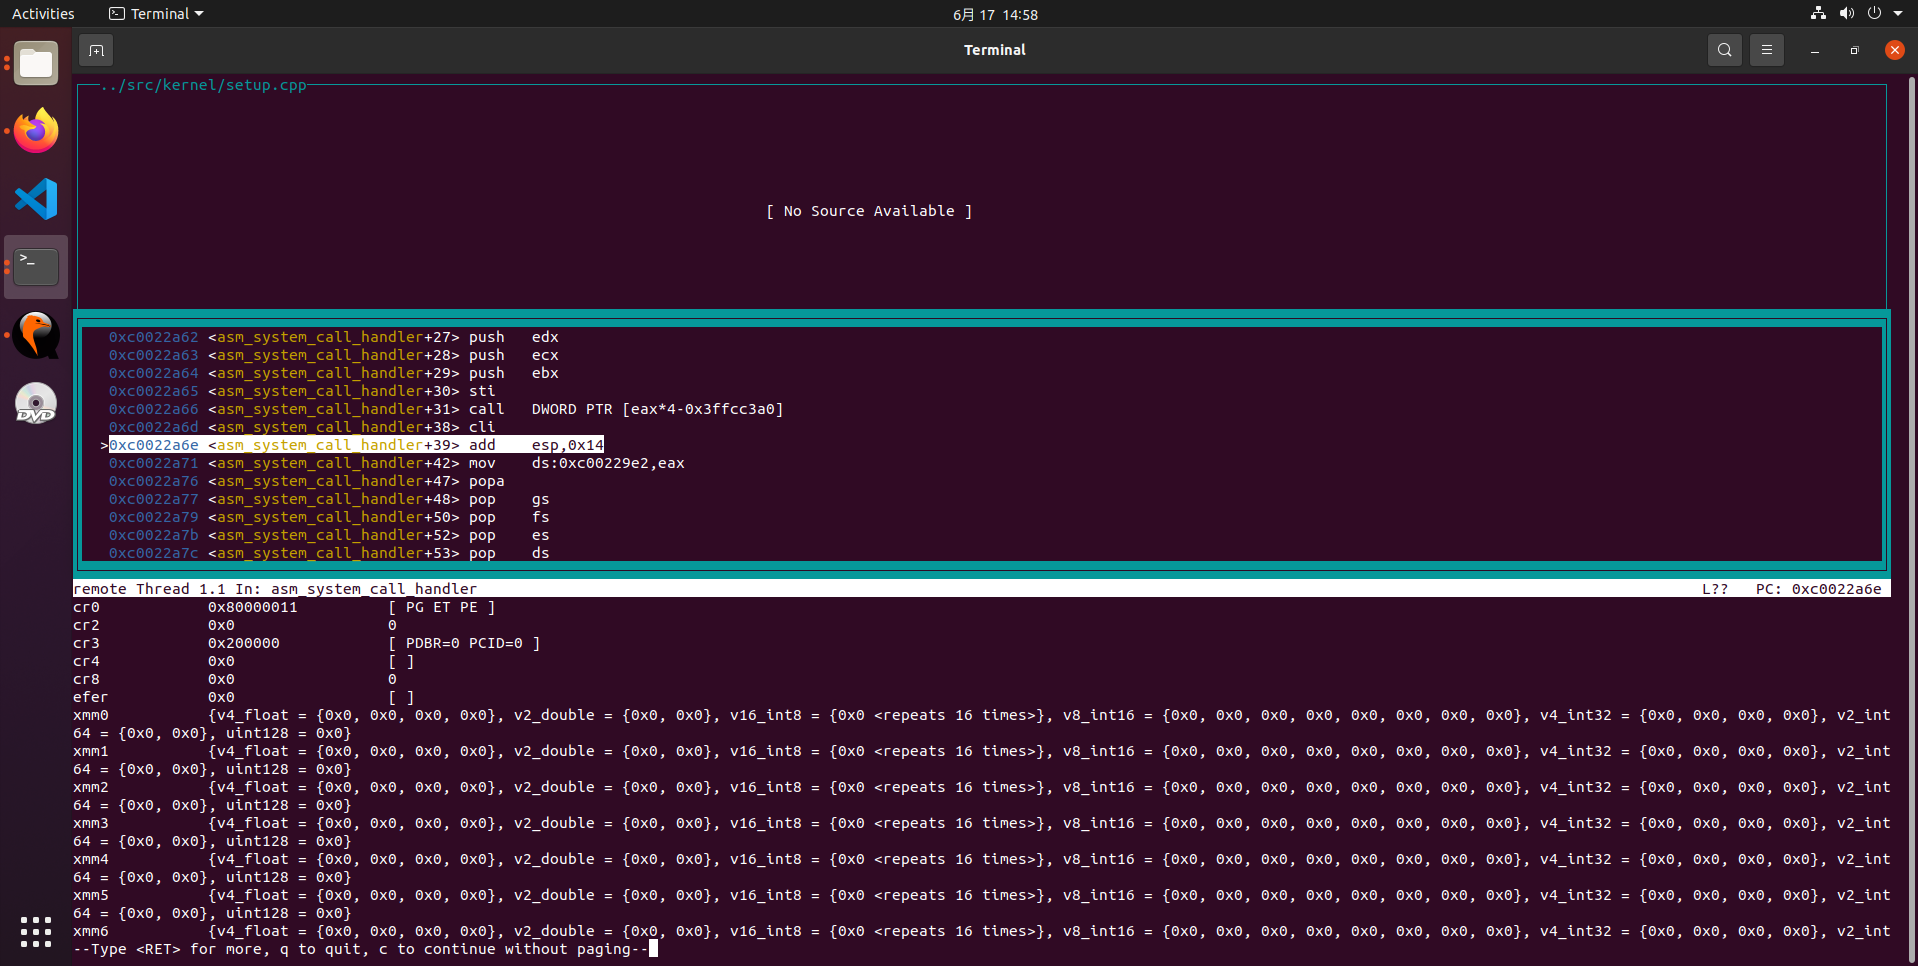 Activities
Terminal
6月 17 14:58
Terminal
../src/kernel/setup.cpp
[ No Source Available ]
0xc0022a62 <asm_system_call_handler+27> push edx
0xc0022a63 <asm_system_call_handler+28> push ecx
0xc0022a64 <asm_system_call_handler+29> push ebx
0xc0022a65 <asm_system_call_handler+30> sti
0xc0022a66 <asm_system_call_handler+31> call DWORD PTR [eax*4-0x3ffcc3a0]
0xc0022a6d <asm_system_call_handler+38> cli
>0xc0022a6e <asm_system_call_handler+39> add esp,0x14
0xc0022a71 <asm_system_call_handler+42> mov ds:0xc00229e2,eax
0xc0022a76 <asm_system_call_handler+47> popa
0xc0022a77 <asm_system_call_handler+48> pop gs
0xc0022a79 <asm_system_call_handler+50> pop fs
0xc0022a7b <asm_system_call_handler+52> pop es
0xc0022a7c <asm_system_call_handler+53> pop ds
remote Thread 1.1 In: asm_system_call_handler L?? PC: 0xc0022a6e
cr0 0x80000011 [ PG ET PE ]
cr2 0x0 0
cr3 0x200000 [ PDBR=0 PCID=0 ]
cr4 0x0 [ ]
cr8 0x0 0
efer 0x0 [ ]
xmm0 {v4_float = {0x0, 0x0, 0x0, 0x0}, v2_double = {0x0, 0x0}, v16_int8 = {0x0 <repeats 16 times>}, v8_int16 = {0x0, 0x0, 0x0, 0x0, 0x0, 0x0, 0x0, 0x0}, v4_int32 = {0x0, 0x0, 0x0, 0x0}, v2_int
64 = {0x0, 0x0}, uint128 = 0x0}
xmm1 {v4_float = {0x0, 0x0, 0x0, 0x0}, v2_double = {0x0, 0x0}, v16_int8 = {0x0 <repeats 16 times>}, v8_int16 = {0x0, 0x0, 0x0, 0x0, 0x0, 0x0, 0x0, 0x0}, v4_int32 = {0x0, 0x0, 0x0, 0x0}, v2_int
64 = {0x0, 0x0}, uint128 = 0x0}
xmm2 {v4_float = {0x0, 0x0, 0x0, 0x0}, v2_double = {0x0, 0x0}, v16_int8 = {0x0 <repeats 16 times>}, v8_int16 = {0x0, 0x0, 0x0, 0x0, 0x0, 0x0, 0x0, 0x0}, v4_int32 = {0x0, 0x0, 0x0, 0x0}, v2_int
64 = {0x0, 0x0}, uint128 = 0x0}
xmm3 {v4_float = {0x0, 0x0, 0x0, 0x0}, v2_double = {0x0, 0x0}, v16_int8 = {0x0 <repeats 16 times>}, v8_int16 = {0x0, 0x0, 0x0, 0x0, 0x0, 0x0, 0x0, 0x0}, v4_int32 = {0x0, 0x0, 0x0, 0x0}, v2_int
64 = {0x0, 0x0}, uint128 = 0x0}
xmm4 {v4_float = {0x0, 0x0, 0x0, 0x0}, v2_double = {0x0, 0x0}, v16_int8 = {0x0 <repeats 16 times>}, v8_int16 = {0x0, 0x0, 0x0, 0x0, 0x0, 0x0, 0x0, 0x0}, v4_int32 = {0x0, 0x0, 0x0, 0x0}, v2_int
64 = {0x0, 0x0}, uint128 = 0x0}
xmm5 {v4_float = {0x0, 0x0, 0x0, 0x0}, v2_double = {0x0, 0x0}, v16_int8 = {0x0 <repeats 16 times>}, v8_int16 = {0x0, 0x0, 0x0, 0x0, 0x0, 0x0, 0x0, 0x0}, v4_int32 = {0x0, 0x0, 0x0, 0x0}, v2_int
64 = {0x0, 0x0}, uint128 = 0x0}
xmm6 {v4_float = {0x0, 0x0, 0x0, 0x0}, v2_double = {0x0, 0x0}, v16_int8 = {0x0 <repeats 16 times>}, v8_int16 = {0x0, 0x0, 0x0, 0x0, 0x0, 0x0, 0x0, 0x0}, v4_int32 = {0x0, 0x0, 0x0, 0x0}, v2_int
--Type <RET> for more, q to quit, c to continue without paging--
>_
DVD